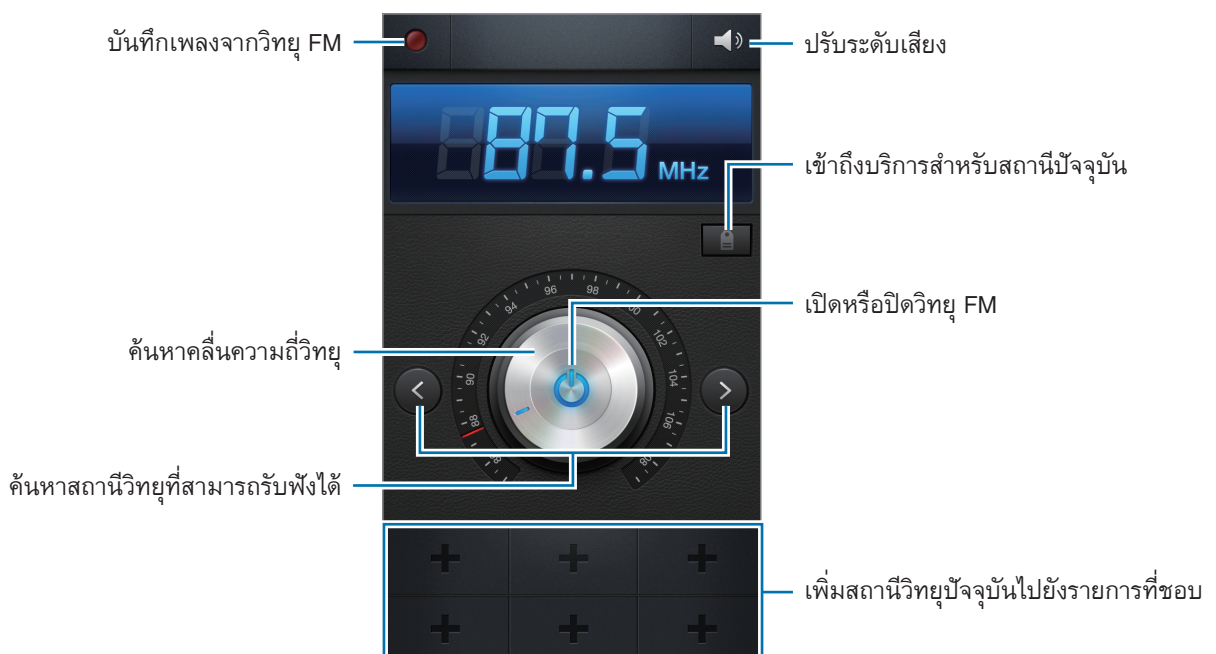 บันทึกเพลงจากวิทยุ FM
ปรับระดับเสียง
87.5 MHz
เข้าถึงบริการสำหรับสถานีปัจจุบัน
เปิดหรือปิดวิทยุ FM
ค้นหาคลื่นความถี่วิทยุ
88 90 92 94 96 98 100 102 104 106 108
ค้นหาสถานีวิทยุที่สามารถรับฟังได้
เพิ่มสถานีวิทยุปัจจุบันไปยังรายการที่ชอบ